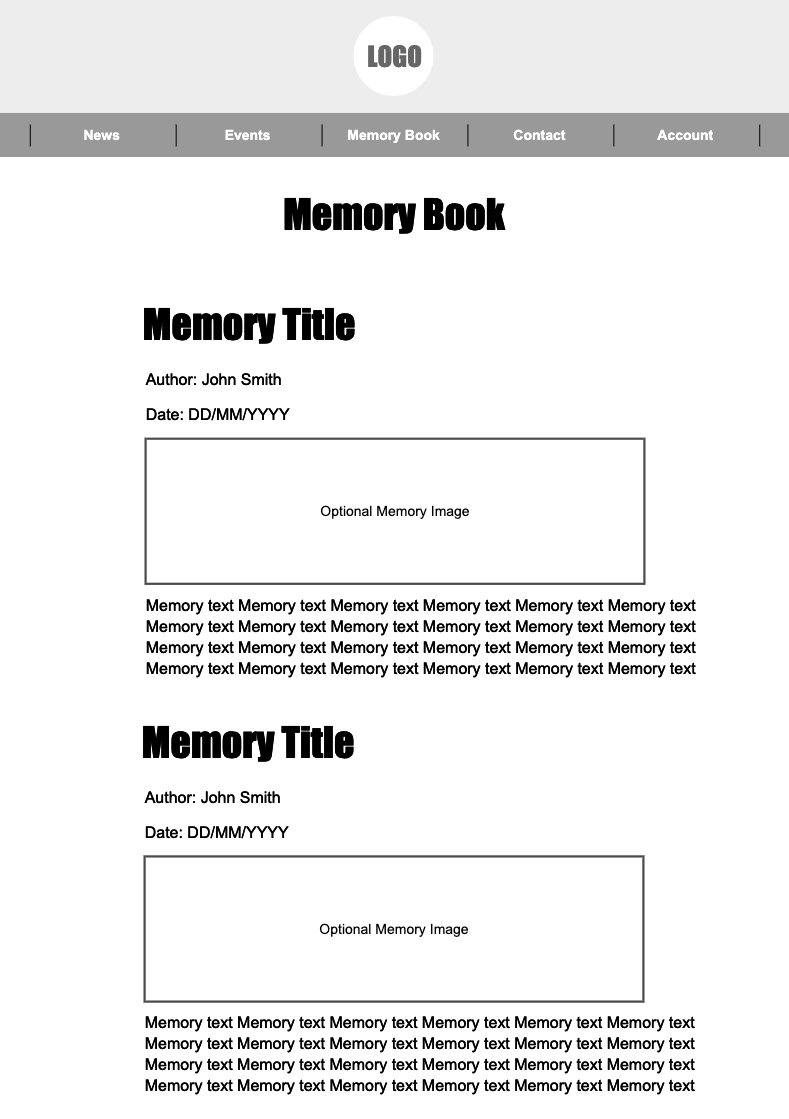 LOGO
News Events Memory Book Contact Account
Memory Book
Memory Title
Author: John Smith
Date: DD/MM/YYYY
Optional Memory Image
Memory text Memory text Memory text Memory text Memory text Memory text
Memory text Memory text Memory text Memory text Memory text Memory text
Memory text Memory text Memory text Memory text Memory text Memory text
Memory text Memory text Memory text Memory text Memory text Memory text
Memory Title
Author: John Smith
Date: DD/MM/YYYY
Optional Memory Image
Memory text Memory text Memory text Memory text Memory text Memory text
Memory text Memory text Memory text Memory text Memory text Memory text
Memory text Memory text Memory text Memory text Memory text Memory text
Memory text Memory text Memory text Memory text Memory text Memory text